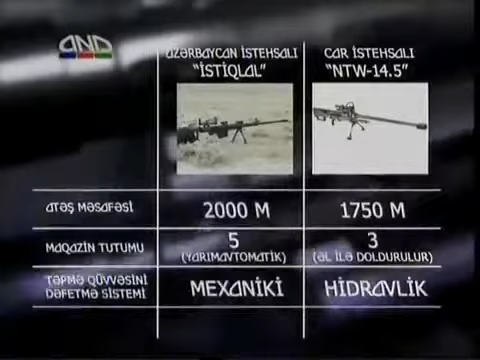 ANS
AZƏRBAYCAN İSTEHSALI
"İSTİQLAL"
CAR İSTEHSALI
"NTW-14.5"
ATƏŞ MƏSAFƏSİ
2000 M
1750 M
MAQAZİN TUTUMU
5
(YARIMAVTOMATİK)
3
(ƏL İLƏ DOLDURULUR)
TƏPMƏ QÜVVƏSİNİ
DƏFETMƏ SİSTEMİ
MEXANİKİ
HİDRAVLİK